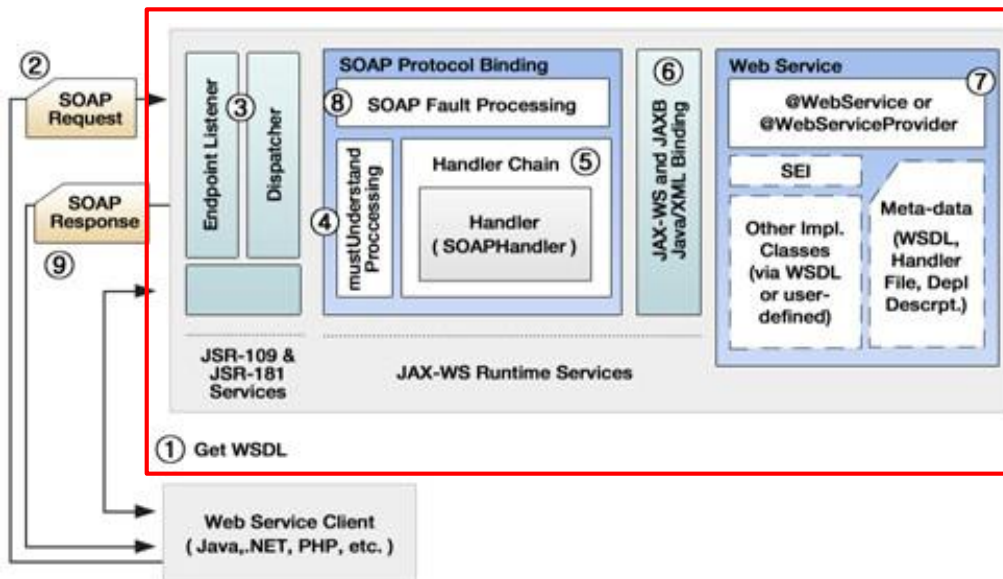 ②
SOAP
Request
SOAP
Response
⑨
Endpoint Listener
③
Dispatcher
SOAP Protocol Binding
⑧
SOAP Fault Processing
④
mustUnderstand
Proccessing
Handler Chain
⑤
Handler
( SOAPHandler )
⑥
JAX-WS and JAXB
Java/XML Binding
Web Service
⑦
@WebService or
@WebServiceProvider
SEI
Other Impl.
Classes
(via WSDL
or user-
defined)
Meta-data
(WSDL,
Handler
File, Depl
Descrpt.)
JSR-109 &
JSR-181
Services
JAX-WS Runtime Services
① Get WSDL
Web Service Client
( Java,.NET, PHP, etc. )